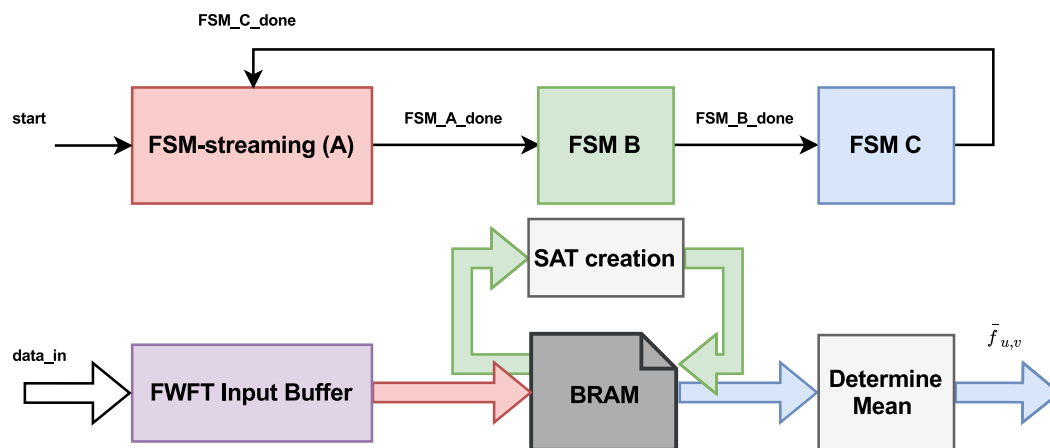 FSM_C_done
start
FSM-streaming (A)
FSM_A_done
FSM B
FSM_B_done
FSM C
SAT creation
data_in
FWFT Input Buffer
BRAM
Determine
Mean
f̄ u,v